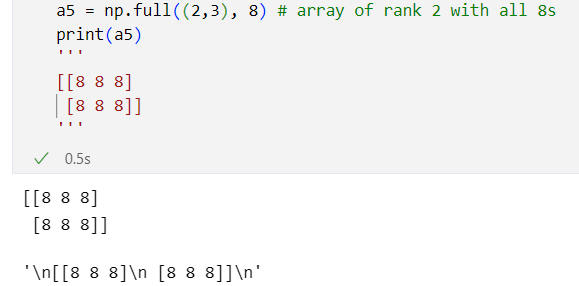 a5 = np.full((2,3), 8) # array of rank 2 with all 8s
print(a5)
'''
[[8 8 8]
 [8 8 8]]
'''
✓ 0.5s
[[8 8 8]
 [8 8 8]]
'\n[[8 8 8]\n [8 8 8]]\n'